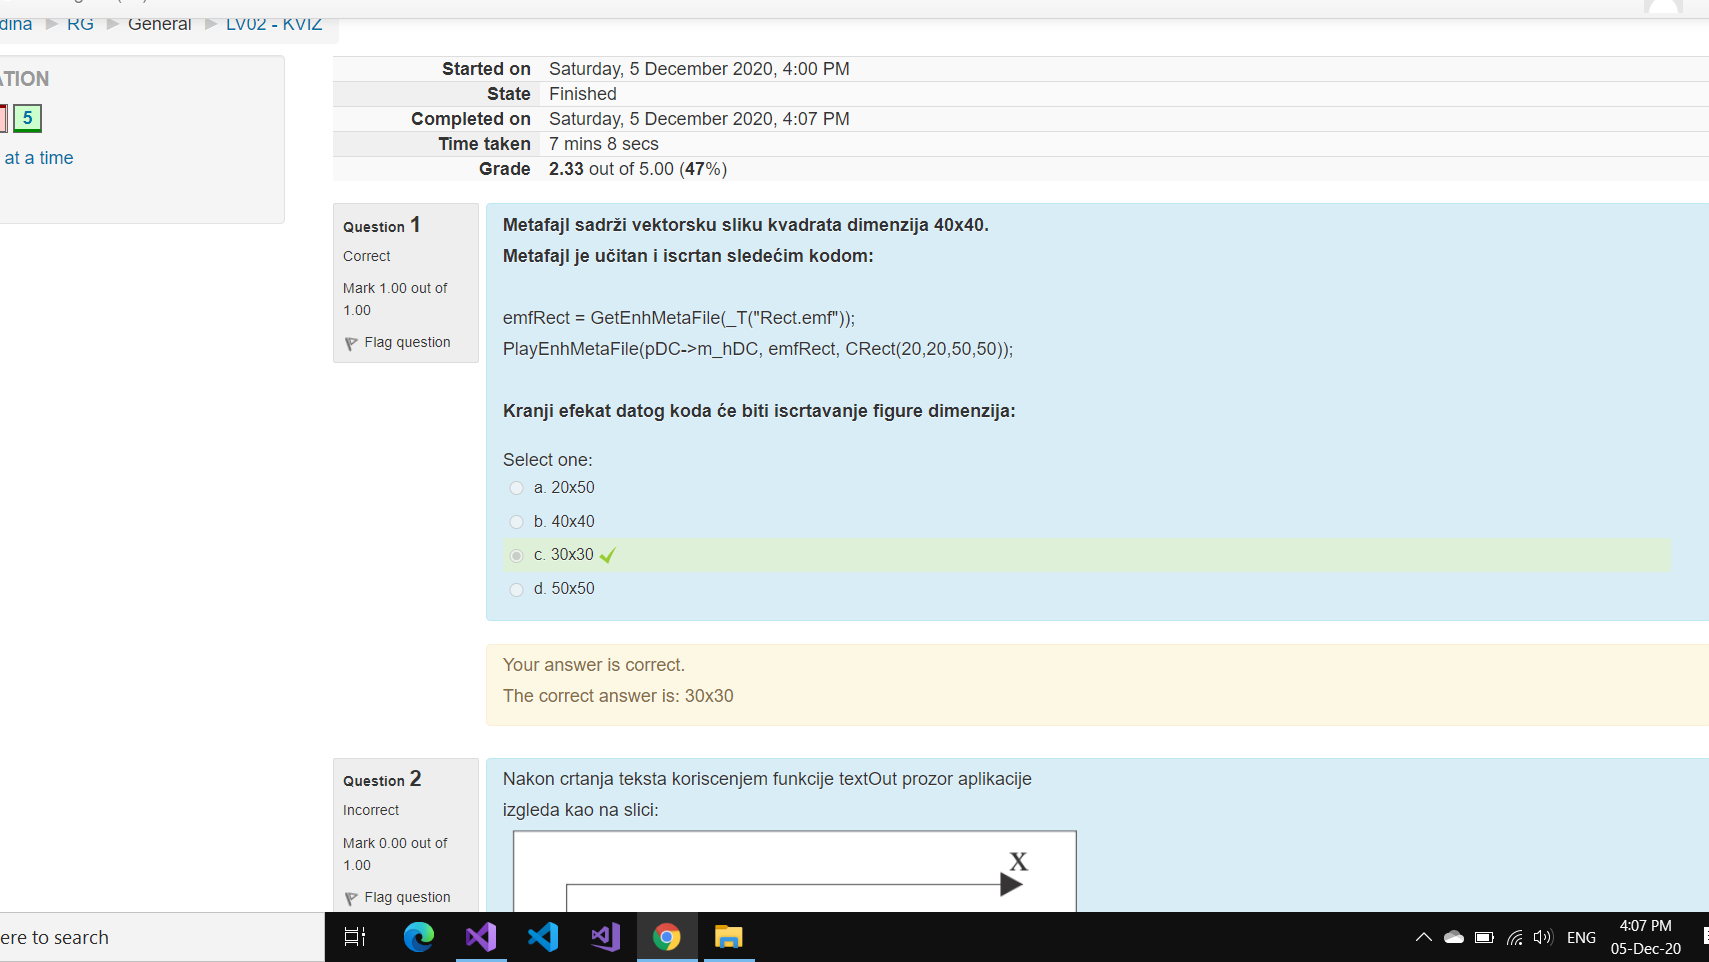 RG General LV02 - KVIZ
5
at a time
Started on Saturday, 5 December 2020, 4:00 PM
State Finished
Completed on Saturday, 5 December 2020, 4:07 PM
Time taken 7 mins 8 secs
Grade 2.33 out of 5.00 (47%)
Question 1
Correct
Mark 1.00 out of
1.00
Flag question
Metafajl sadrži vektorsku sliku kvadrata dimenzija 40x40.
Metafajl je učitan i iscrtan sledećim kodom:
emfRect = GetEnhMetaFile(_T("Rect.emf"));
PlayEnhMetaFile(pDC->m_hDC, emfRect, CRect(20,20,50,50));
Kranji efekat datog koda će biti iscrtavanje figure dimenzija:
Select one:
a. 20x50
b. 40x40
c. 30x30
d. 50x50
Your answer is correct.
The correct answer is: 30x30
Question 2
Incorrect
Mark 0.00 out of
1.00
Flag question
Nakon crtanja teksta koriscenjem funkcije textOut prozor aplikacije
izgleda kao na slici:
X
ere to search
ENG
4:07 PM
05-Dec-20